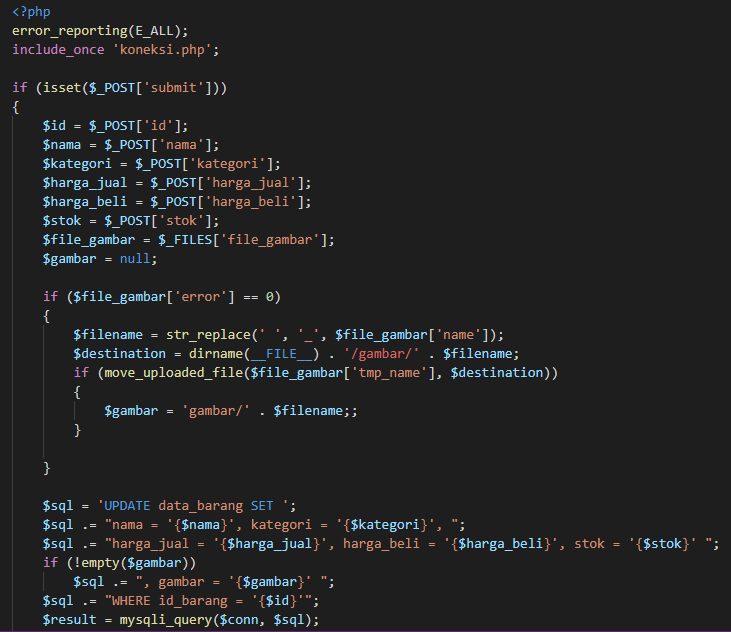 <?php
error_reporting(E_ALL);
include_once 'koneksi.php';
if (isset($_POST['submit']))
{
$id = $_POST['id'];
$nama = $_POST['nama'];
$kategori = $_POST['kategori'];
$harga_jual = $_POST['harga_jual'];
$harga_beli = $_POST['harga_beli'];
$stok = $_POST['stok'];
$file_gambar = $_FILES['file_gambar'];
$gambar = null;
if ($file_gambar['error'] == 0)
{
$filename = str_replace(' ', '_', $file_gambar['name']);
$destination = dirname(__FILE__) . '/gambar/' . $filename;
if (move_uploaded_file($file_gambar['tmp_name'], $destination))
{
$gambar = 'gambar/' . $filename;;
}
}
$sql = 'UPDATE data_barang SET ';
$sql .= "nama = '{$nama}', kategori = '{$kategori}', ";
$sql .= "harga_jual = '{$harga_jual}', harga_beli = '{$harga_beli}', stok = '{$stok}' ";
if (!empty($gambar))
$sql .= ", gambar = '{$gambar}' ";
$sql .= "WHERE id_barang = '{$id}'";
$result = mysqli_query($conn, $sql);